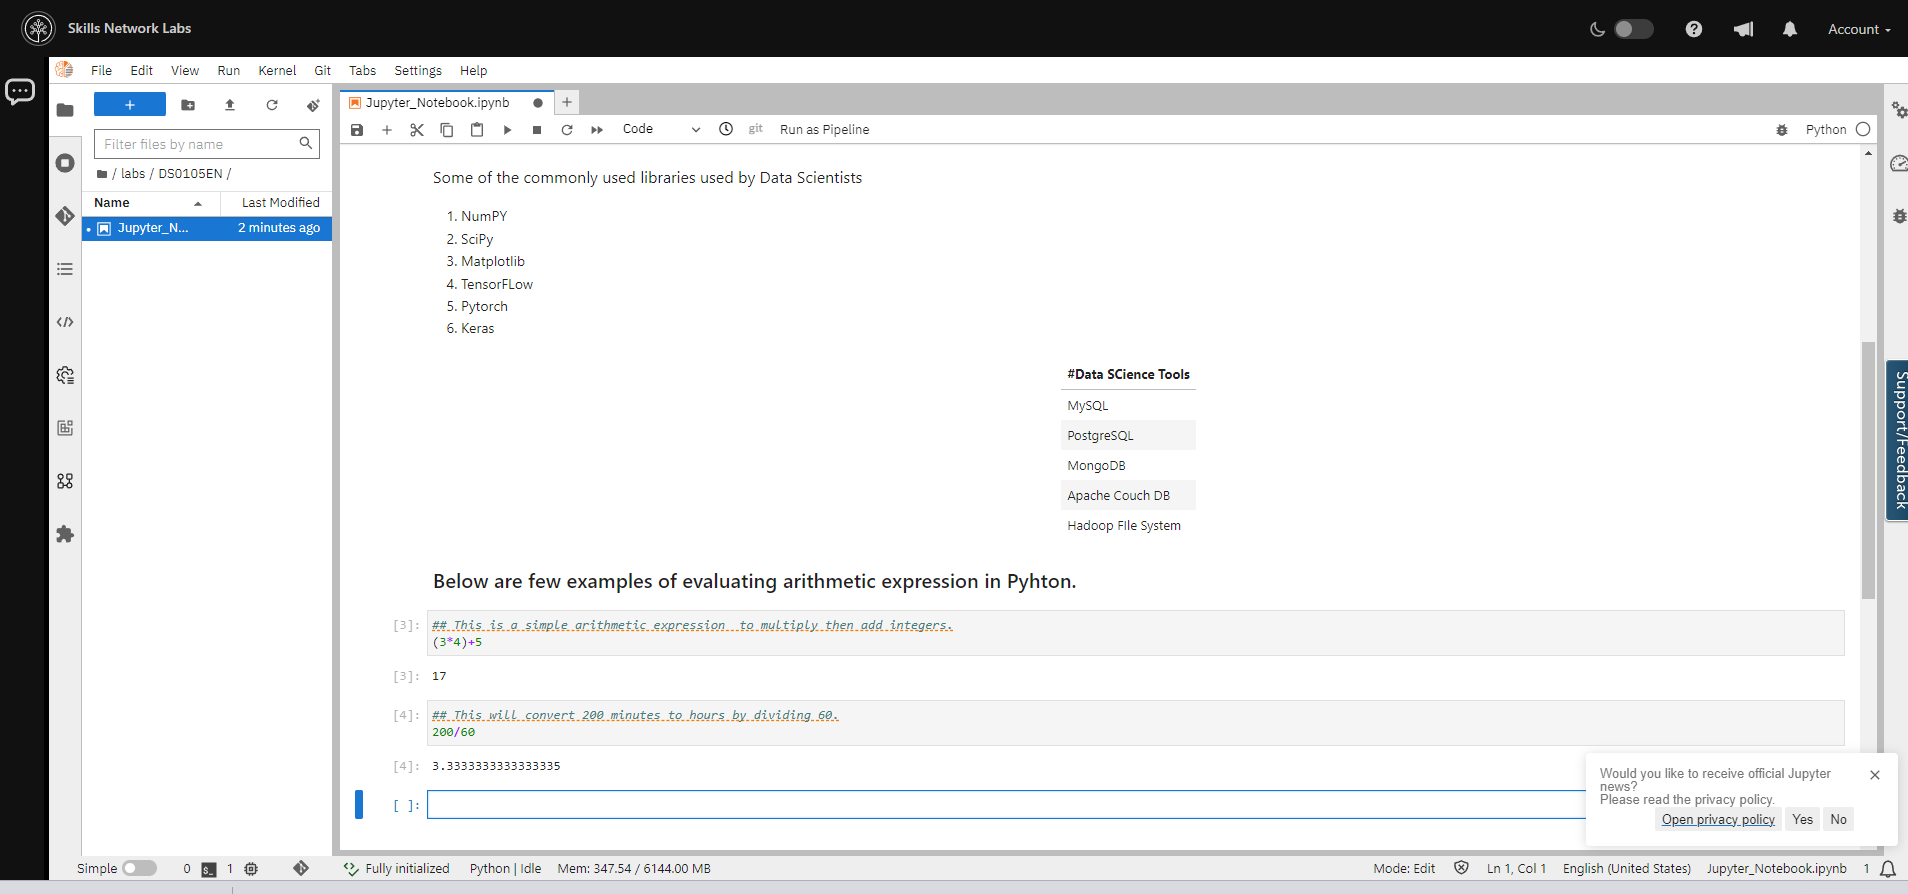 Skills Network Labs
Account
File Edit View Run Kernel Git Tabs Settings Help
+
Filter files by name
/ labs / DS0105EN /
Name Last Modified
Jupyter_N... 2 minutes ago
Jupyter_Notebook.ipynb
Code git Run as Pipeline Python
Some of the commonly used libraries used by Data Scientists
1. NumPY
2. SciPy
3. Matplotlib
4. TensorFLow
5. Pytorch
6. Keras
#Data SCience Tools
MySQL
PostgreSQL
MongoDB
Apache Couch DB
Hadoop FIle System
Below are few examples of evaluating arithmetic expression in Pyhton.
[3]: ## This is a simple arithmetic expression  to multiply then add integers.
(3*4)+5
[3]: 17
[4]: ## This will convert 200 minutes to hours by dividing 60.
200/60
[4]: 3.3333333333333335
[ ]:
Support/Feedback
Would you like to receive official Jupyter
news?
Please read the privacy policy.
Open privacy policy Yes No
Simple 0 1 Fully initialized Python | Idle Mem: 347.54 / 6144.00 MB Mode: Edit Ln 1, Col 1 English (United States) Jupyter_Notebook.ipynb 1